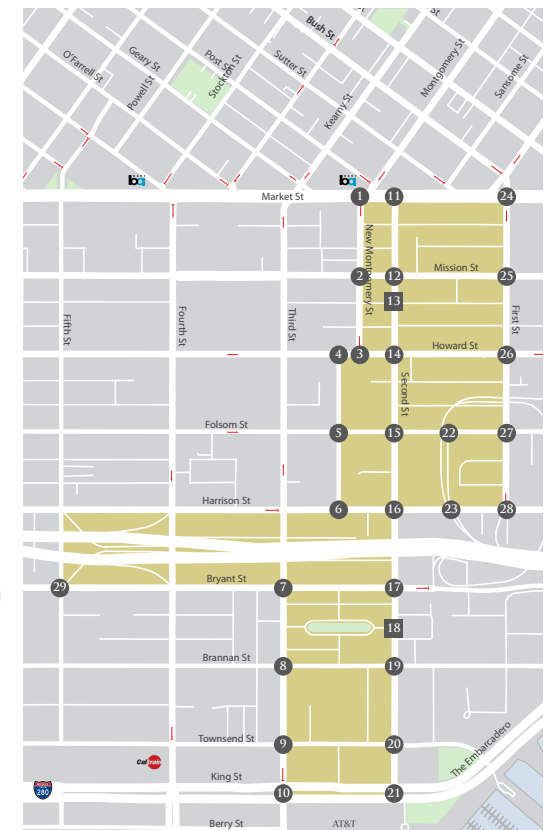 Bush St
O'Farrell St
Geary St
Powell St
Post St
Stockton St
Sutter St
Kearny St
Montgomery St
Sansome St
ba
ba
Market St
1
11
24
New Montgomery St
Mission St
2
12
25
13
Fifth St
Fourth St
Third St
First St
Howard St
4
3
14
26
Second St
Folsom St
5
15
22
27
Harrison St
6
16
23
28
Bryant St
29
7
17
18
Brannan St
8
19
Townsend St
9
20
The Embarcadero
Caltrain
King St
280
10
21
Berry St
AT&T